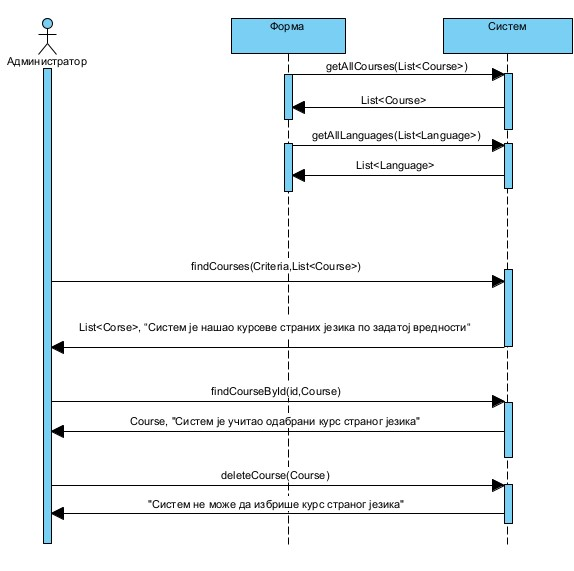 Администратор
Форма
Систем
getAllCourses(List<Course>)
List<Course>
getAllLanguages(List<Language>)
List<Language>
findCourses(Criteria,List<Course>)
List<Corse>, "Систем је нашао курсеве страних језика по задатој вредности"
findCourseById(id,Course)
Course, "Систем је учитао одабрани курс страног језика"
deleteCourse(Course)
"Систем не може да избрише курс страног језика"